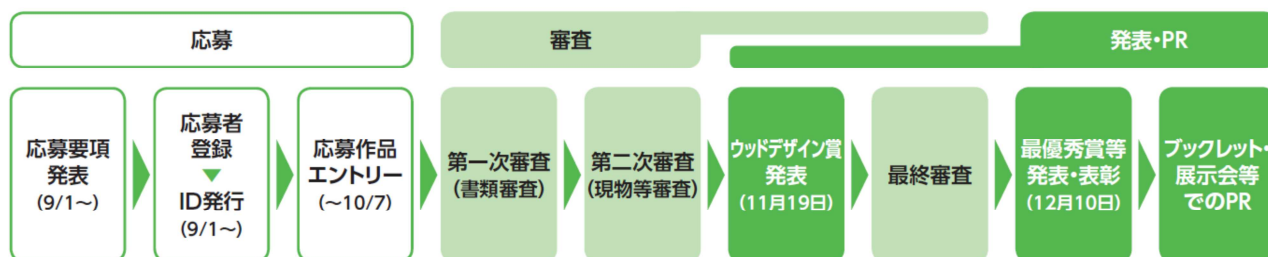 応募
審査
発表・PR
応募要項
発表
(9/1〜)
応募者
登録
▼
ID発行
(9/1〜)
応募作品
エントリー
(〜10/7)
第一次審査
(書類審査)
第二次審査
(現物等審査)
ウッドデザイン賞
発表
(11月19日)
最終審査
最優秀賞等
発表・表彰
(12月10日)
ブックレット・
展示会等
でのPR